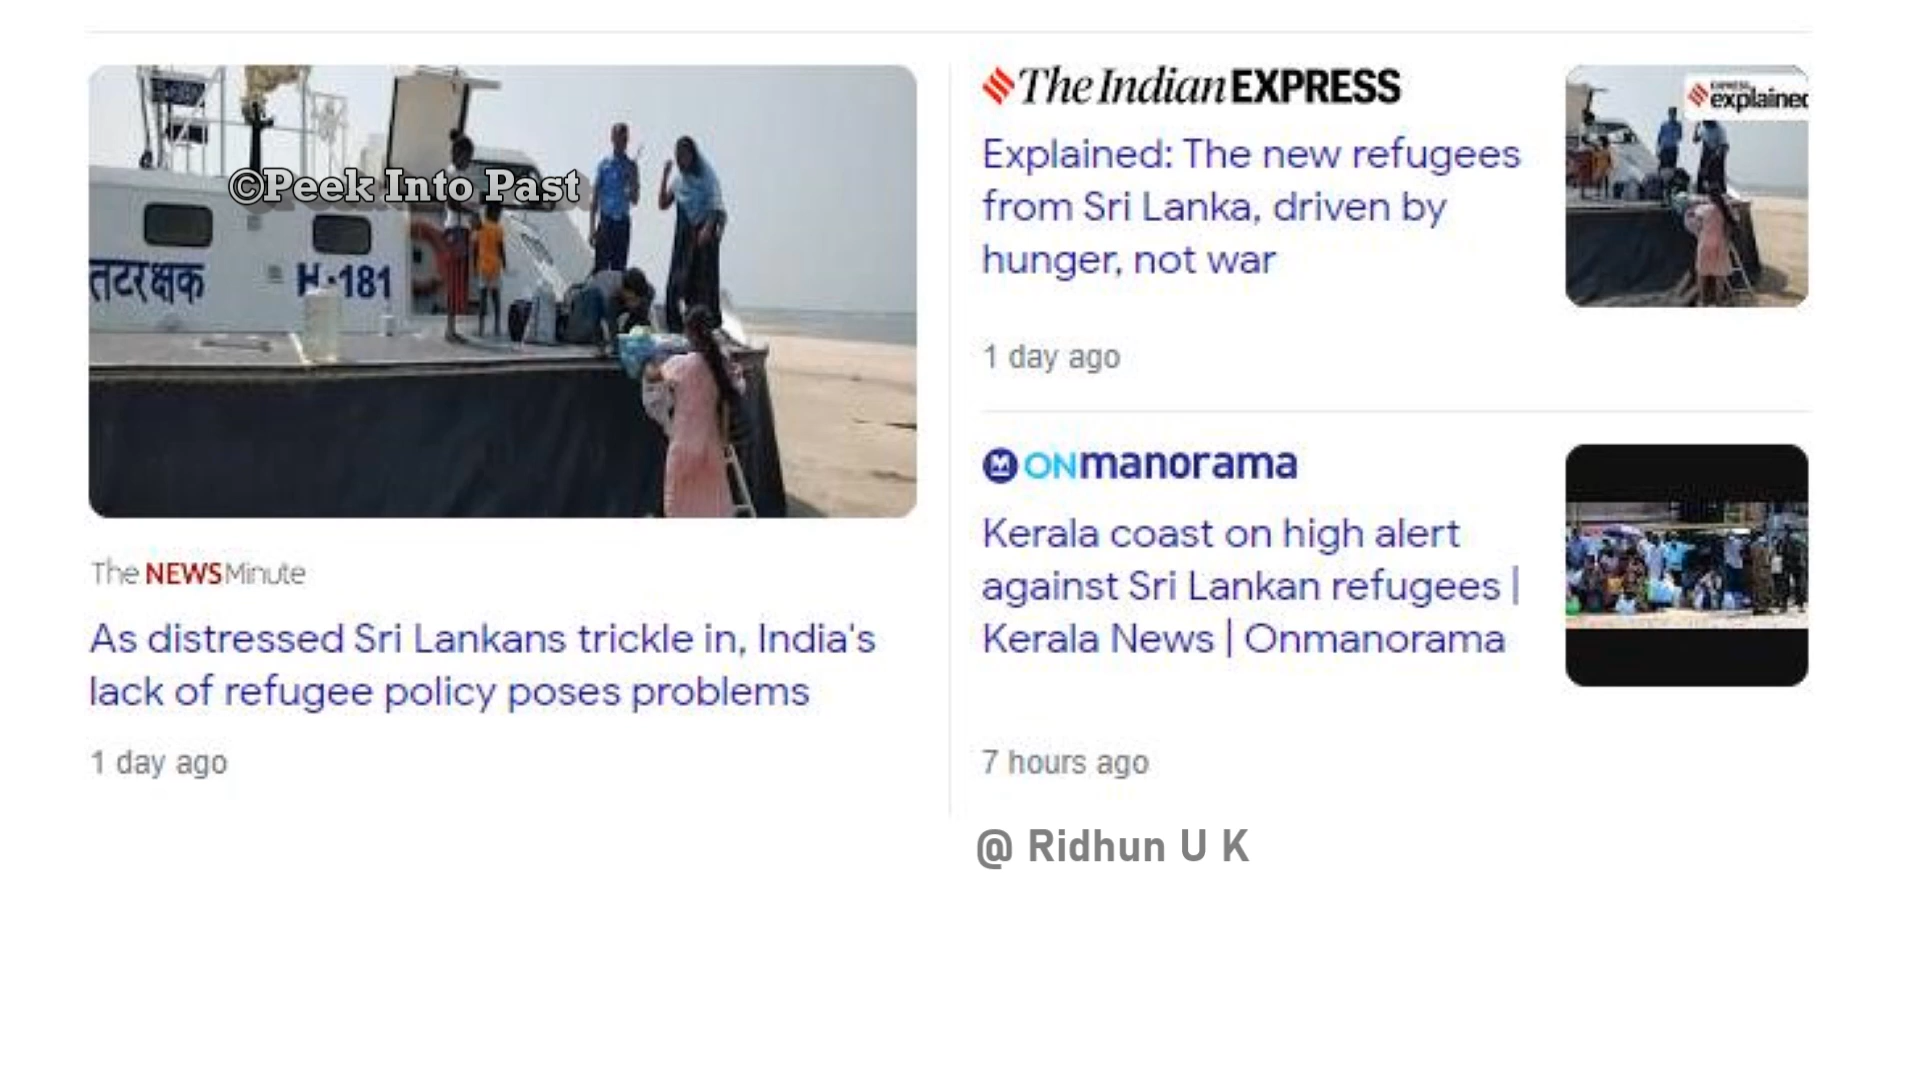 ©Peek Into Past
तटरक्षक
H-181
The NEWS Minute
As distressed Sri Lankans trickle in, India's
lack of refugee policy poses problems
1 day ago
The Indian EXPRESS
EXPRESS
explained
Explained: The new refugees
from Sri Lanka, driven by
hunger, not war
1 day ago
ONmanorama
Kerala coast on high alert
against Sri Lankan refugees |
Kerala News | Onmanorama
7 hours ago
@ Ridhun U K